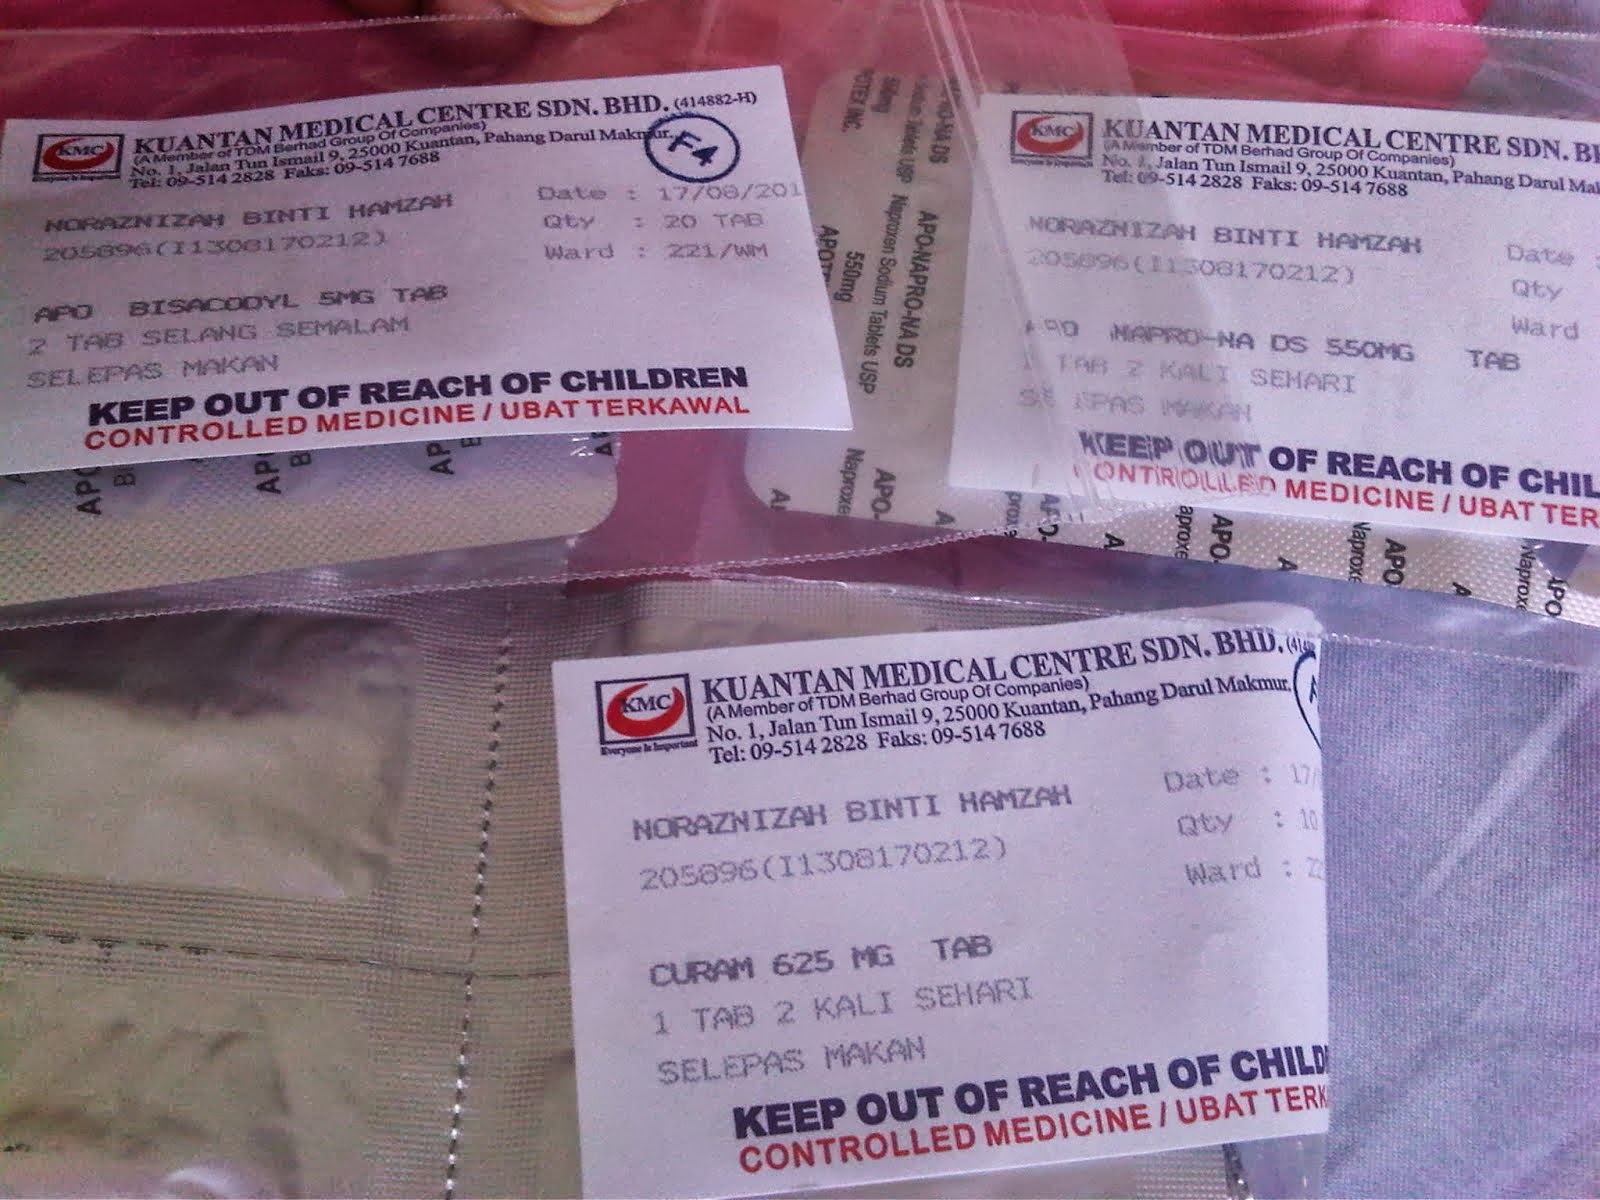 KUANTAN MEDICAL CENTRE SDN. BHD. (414882-H)
(A Member of TDM Berhad Group Of Companies)
No. 1, Jalan Tun Ismail 9, 25000 Kuantan, Pahang Darul Makmur.
Tel: 09-514 2828 Faks: 09-514 7688
KMC
F4
NORAZNIZAH BINTI HAMZAH
205896(I1308170212)
Date : 17/08/201
Qty : 20 TAB
Ward : 221/WM
APO BISACODYL 5MG TAB
2 TAB SELANG SEMALAM
SELEPAS MAKAN
KEEP OUT OF REACH OF CHILDREN
CONTROLLED MEDICINE / UBAT TERKAWAL
APO-NAPRO-NA DS
Naproxen Sodium Tablets USP
550mg
KMC
KUANTAN MEDICAL CENTRE SDN.
(A Member of TDM Berhad Group Of Companies)
No. 1, Jalan Tun Ismail 9, 25000 Kuantan, Pahang Darul
Tel: 09-514 2828 Faks: 09-514 7688
NORAZNIZAH BINTI HAMZAH
205896(I1308170212)
Date :
Qty
Ward
APO NAPRO-NA DS 550MG TAB
1 TAB 2 KALI SEHARI
SELEPAS MAKAN
KEEP OUT OF REACH OF CHIL
CONTROLLED MEDICINE / UBAT TER
KMC
Everyone Is Important
KUANTAN MEDICAL CENTRE SDN. BHD.
(A Member of TDM Berhad Group Of Companies)
No. 1, Jalan Tun Ismail 9, 25000 Kuantan, Pahang Darul Makmur.
Tel: 09-514 2828 Faks: 09-514 7688
NORAZNIZAH BINTI HAMZAH
205896(I1308170212)
Date : 17/
Qty : 10
Ward : 22
CURAM 625 MG TAB
1 TAB 2 KALI SEHARI
SELEPAS MAKAN
KEEP OUT OF REACH OF CHILD
CONTROLLED MEDICINE / UBAT TERK